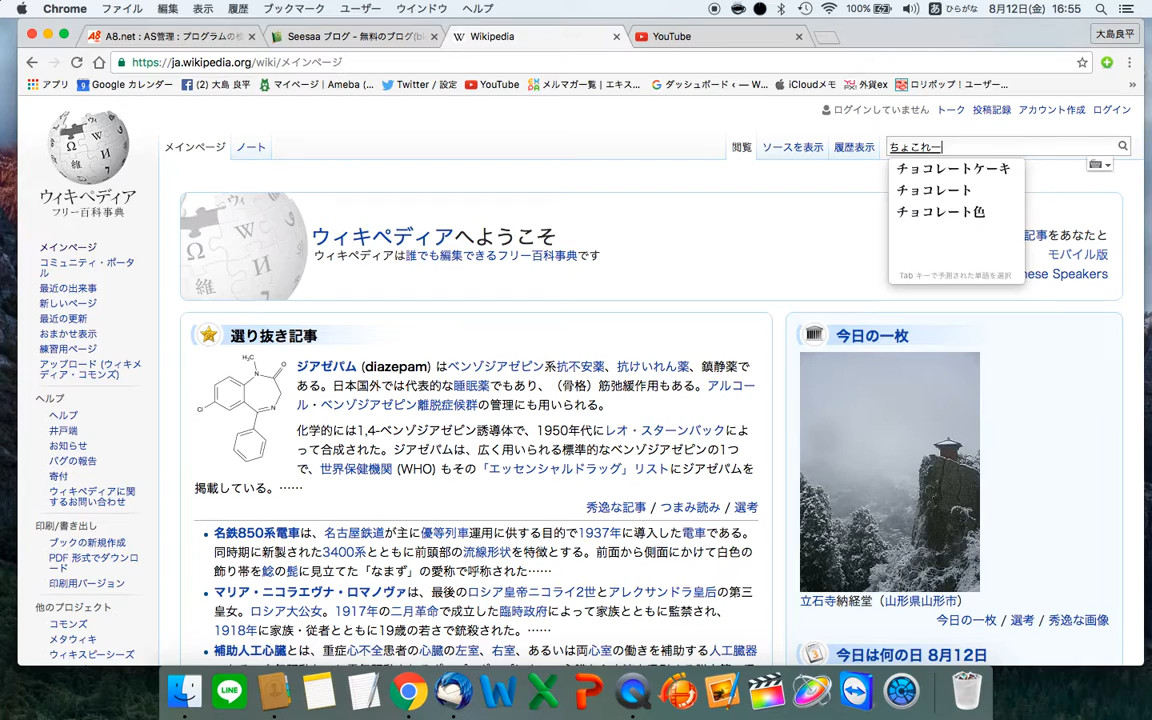 Chrome ファイル 編集 表示 履歴 ブックマーク ユーザー ウインドウ ヘルプ 100% あ ひらがな 8月12日(金) 16:55
A8.net : AS管理 : プログラムの Seesaa ブログ - 無料のブログ(bl Wikipedia YouTube 大島良平
https://ja.wikipedia.org/wiki/メインページ
アプリ Google カレンダー (2) 大島 良平 マイページ | Ameba (... Twitter / 設定 YouTube メルマガ一覧 | エキス... ダッシュボード ‹ — W... iCloudメモ 外貨ex ロリポップ！ユーザー...
ログインしていません トーク 投稿記録 アカウント作成 ログイン
メインページ ノート 閲覧 ソースを表示 履歴表示 ちょこれー
チョコレートケーキ
チョコレート
チョコレート色
Tab キーで予測された単語を選択
ウィキペディア
フリー百科事典
メインページ
コミュニティ・ポータ
ル
最近の出来事
新しいページ
最近の更新
おまかせ表示
練習用ページ
アップロード (ウィキメ
ディア・コモンズ)
ヘルプ
ヘルプ
井戸端
お知らせ
バグの報告
寄付
ウィキペディアに関
するお問い合わせ
印刷/書き出し
ブックの新規作成
PDF 形式でダウンロ
ード
印刷用バージョン
他のプロジェクト
コモンズ
メタウィキ
ウィキスピーシーズ
ウィキペディアへようこそ
ウィキペディアは誰でも編集できるフリー百科事典です
記事をあなたと
モバイル版
nese Speakers
選り抜き記事
ジアゼパム (diazepam) はベンゾジアゼピン系抗不安薬、抗けいれん薬、鎮静薬で
ある。日本国外では代表的な睡眠薬でもあり、（骨格）筋弛緩作用もある。アルコー
ル・ベンゾジアゼピン離脱症候群の管理にも用いられる。
化学的には1,4-ベンゾジアゼピン誘導体で、1950年代にレオ・スターンバックによ
って合成された。ジアゼパムは、広く用いられる標準的なベンゾジアゼピンの1つ
で、世界保健機関 (WHO) もその「エッセンシャルドラッグ」リストにジアゼパムを
掲載している。……
H₃C
N
O
Cl
N
秀逸な記事 / つまみ読み / 選考
名鉄850系電車は、名古屋鉄道が主に優等列車運用に供する目的で1937年に導入した電車である。
同時期に新製された3400系とともに前頭部の流線形状を特徴とする。前面から側面にかけて白色の
飾り帯を鯰の髭に見立てた「なまず」の愛称で呼称された……
マリア・ニコラエヴナ・ロマノヴァは、最後のロシア皇帝ニコライ2世とアレクサンドラ皇后の第三
皇女。ロシア大公女。1917年の二月革命で成立した臨時政府によって家族とともに監禁され、
1918年に家族・従者とともに19歳の若さで銃殺された。……
補助人工心臓とは、重症心不全患者の心臓の左室、右室、あるいは両心室の働きを補助する人工臓器
今日の一枚
立石寺納経堂（山形県山形市）
今日の一枚 / 選考 / 秀逸な画像
今日は何の日 8月12日
LINE